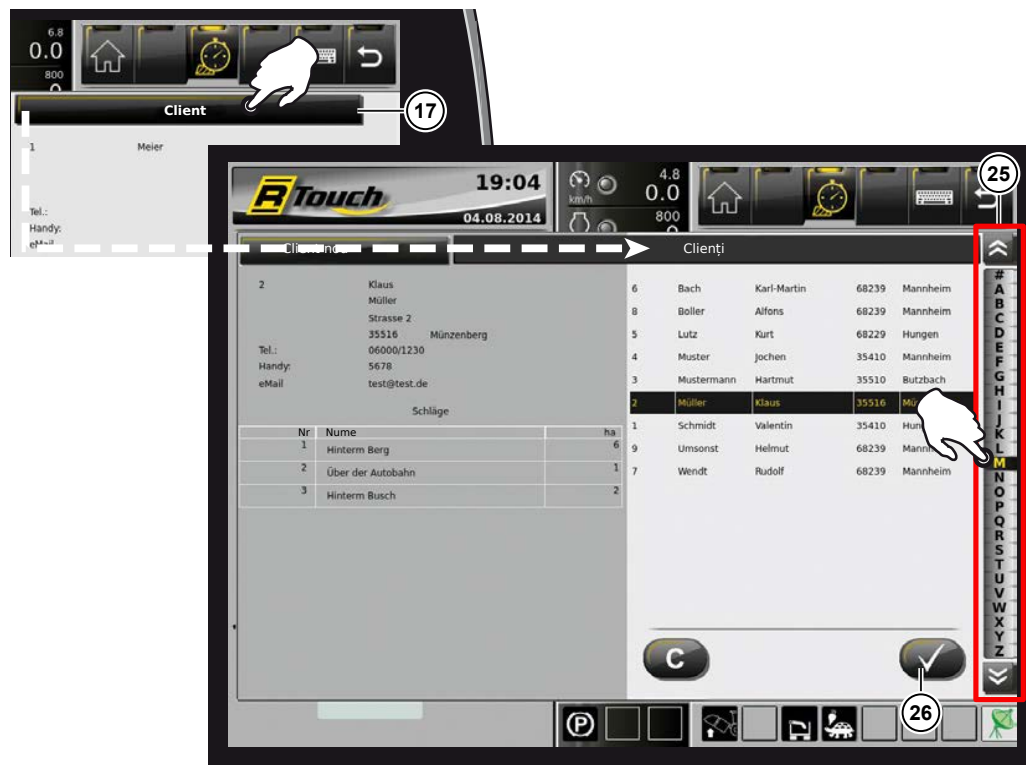 6.8
0.0
800
Client
17
1 Meier
Tel.:
Handy:
eMail
R Touch
19:04
04.08.2014
km/h
4.8
0.0
800
25
Client nou
Clienți
2 Klaus
Müller
Strasse 2
35516 Münzenberg
Tel.: 06000/1230
Handy: 5678
eMail test@test.de
Schläge
Nr Nume ha
1 Hinterm Berg 6
2 Über der Autobahn 1
3 Hinterm Busch 2
6 Bach Karl-Martin 68239 Mannheim
8 Boller Alfons 68239 Mannheim
5 Lutz Kurt 68229 Hungen
4 Muster Jochen 35410 Mannheim
3 Mustermann Hartmut 35510 Butzbach
2 Müller Klaus 35516
1 Schmidt Valentin 35410
9 Umsonst Helmut 68239
7 Wendt Rudolf 68239 Mannheim
#
A
B
C
D
E
F
G
H
I
J
K
L
M
N
O
P
Q
R
S
T
U
V
W
X
Y
Z
C
26
P